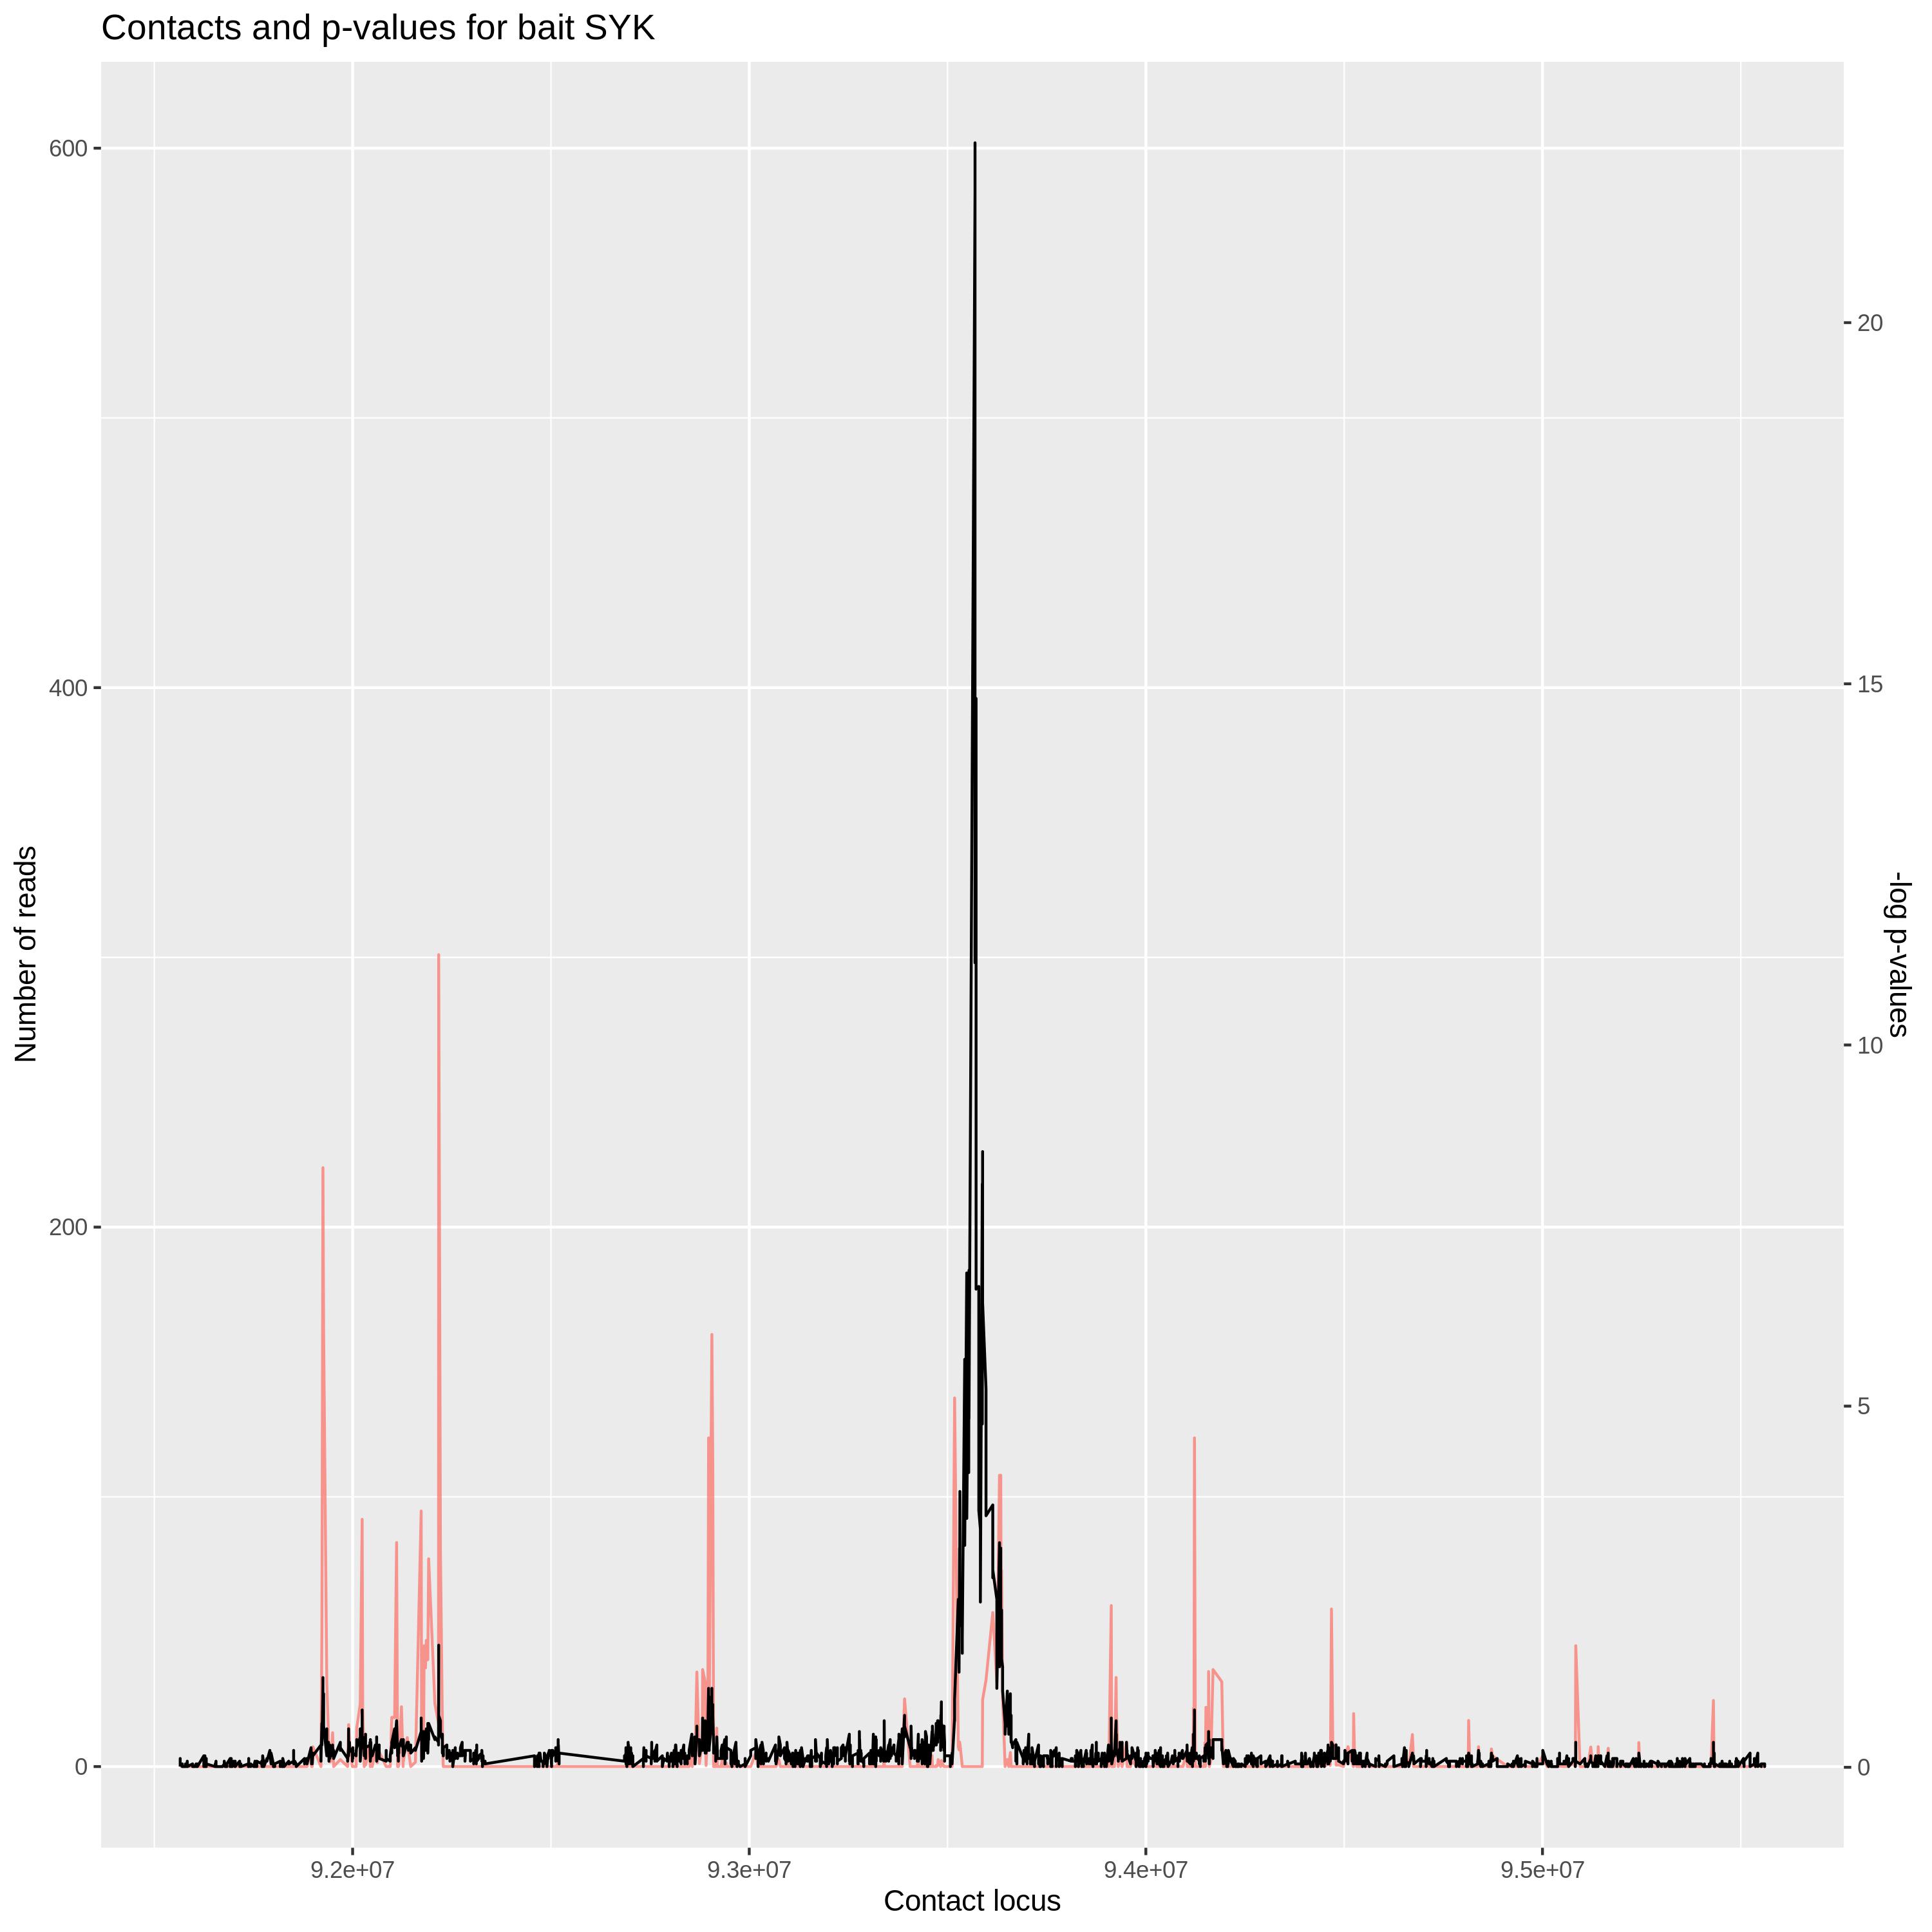 Contacts and p-values for bait SYK
600
400
200
0
Number of reads
20
15
10
5
0
-log p-values
9.2e+07
9.3e+07
9.4e+07
9.5e+07
Contact locus